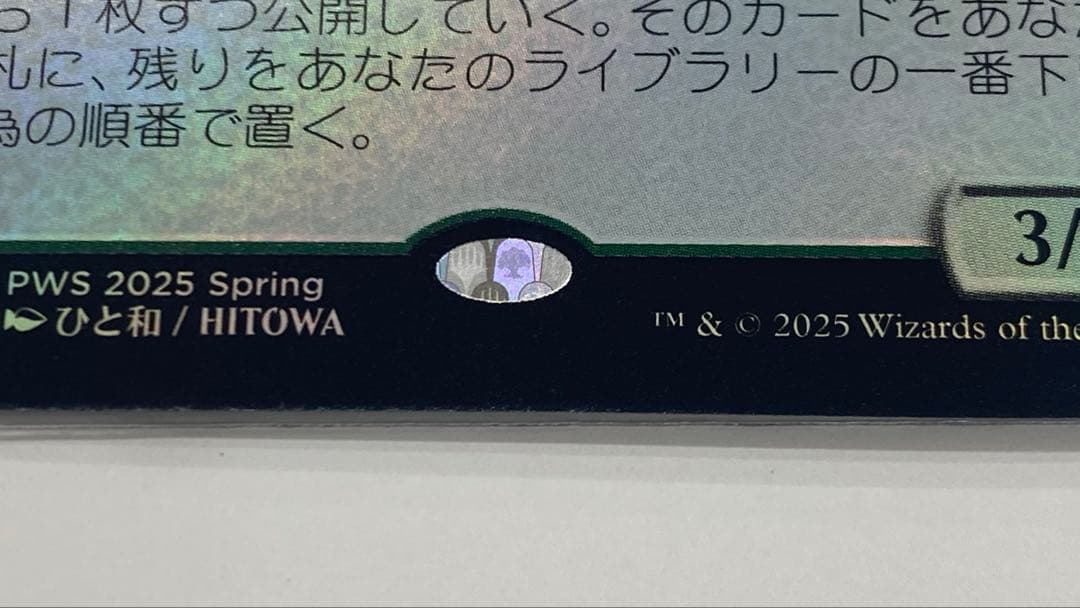 1枚ずつ公開していく。そのカードをあな
札に、残りをあなたのライブラリーの一番下
の順番で置く。
3/
PWS 2025 Spring
ひと和 / HITOWA
™ & © 2025 Wizards of the